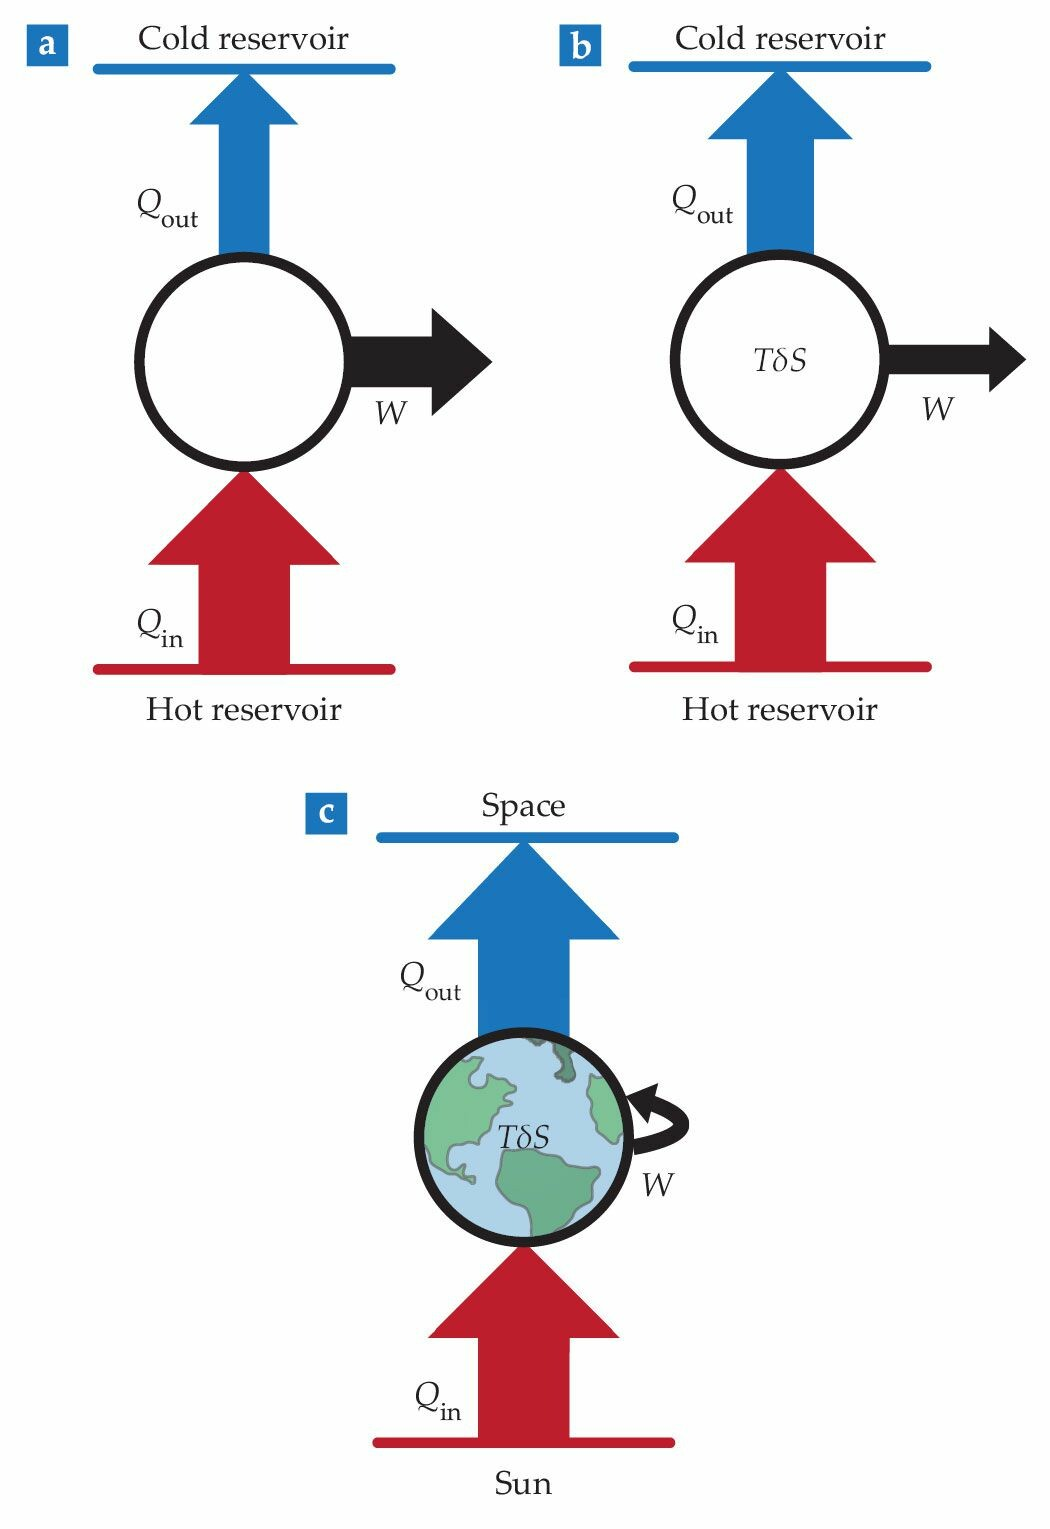 a
Cold reservoir
Q_out
W
Q_in
Hot reservoir
b
Cold reservoir
Q_out
TδS
W
Q_in
Hot reservoir
c
Space
Q_out
TδS
W
Q_in
Sun